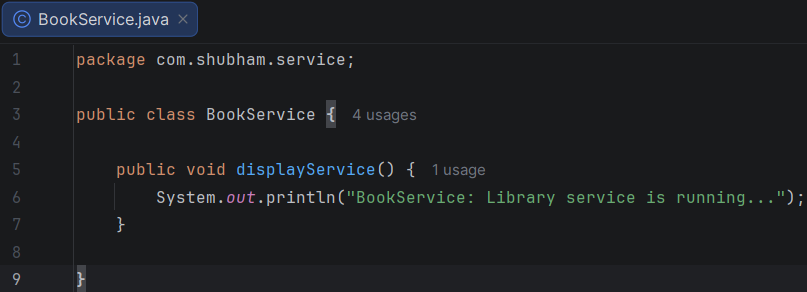 BookService.java
1 package com.shubham.service;
2
3 public class BookService { 4 usages
4
5 public void displayService() { 1 usage
6 System.out.println("BookService: Library service is running...");
7 }
8
9 }